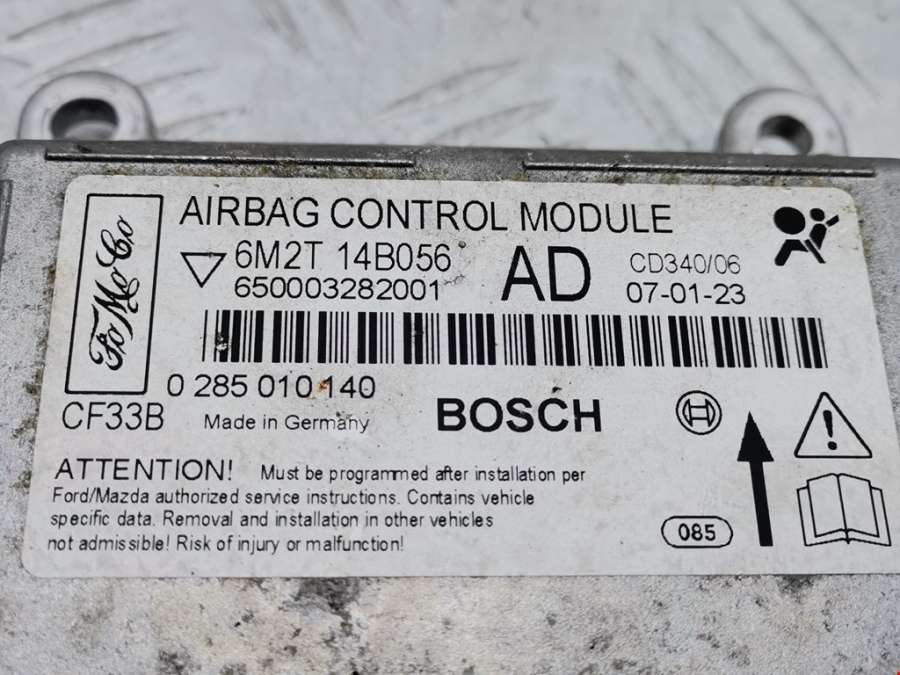 FoMoCo
AIRBAG CONTROL MODULE
6M2T 14B056
650003282001
AD
CD340/06
07-01-23
0 285 010 140
CF33B
Made in Germany
BOSCH
ATTENTION! Must be programmed after installation per
Ford/Mazda authorized service instructions. Contains vehicle
specific data. Removal and installation in other vehicles
not admissible! Risk of injury or malfunction!
085